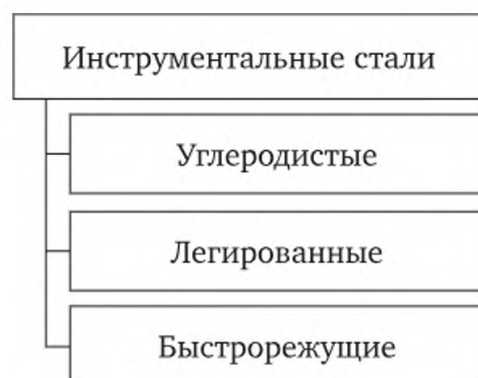 Инструментальные стали
Углеродистые
Легированные
Быстрорежущие